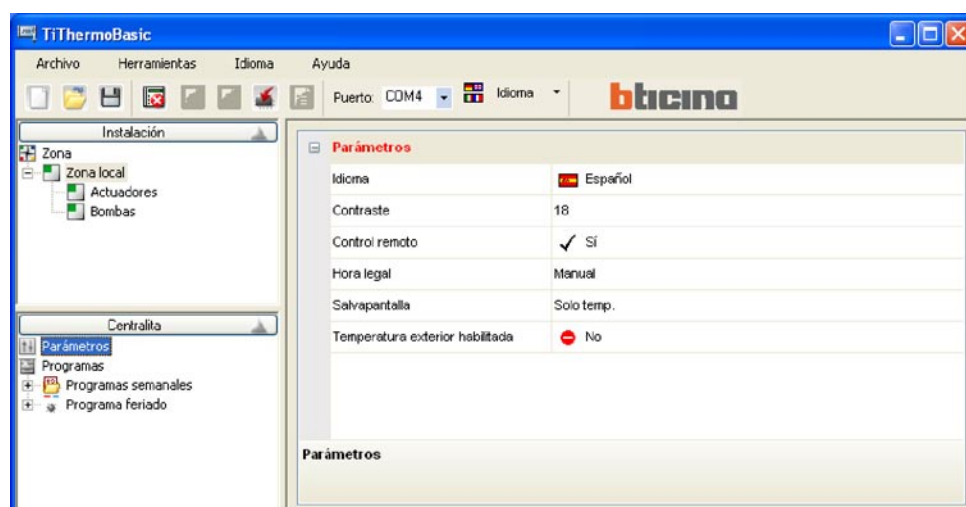 TiThermoBasic
Archivo Herramientas Idioma Ayuda
Puerto: COM4 Idioma bticino
Instalación
Zona
Zona local
Actuadores
Bombas
Centralita
Parámetros
Programas
Programas semanales
Programa feriado
Parámetros
Idioma Español
Contraste 18
Control remoto Sí
Hora legal Manual
Salvapantalla Solo temp.
Temperatura exterior habilitada No
Parámetros